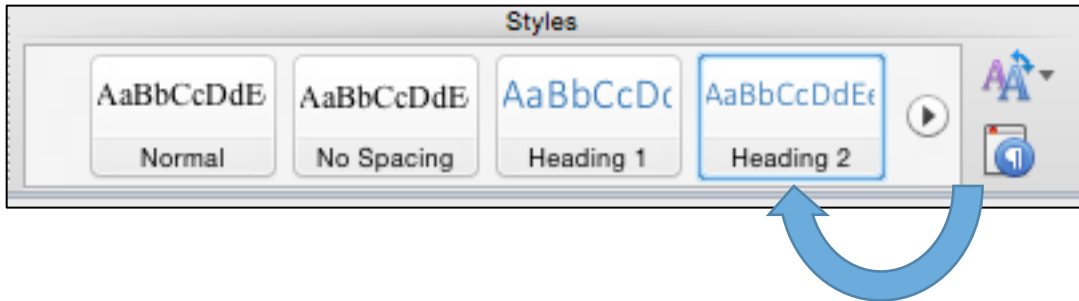 Styles
AaBbCcDdE AaBbCcDdE AaBbCcDc AaBbCcDdEe
Normal No Spacing Heading 1 Heading 2